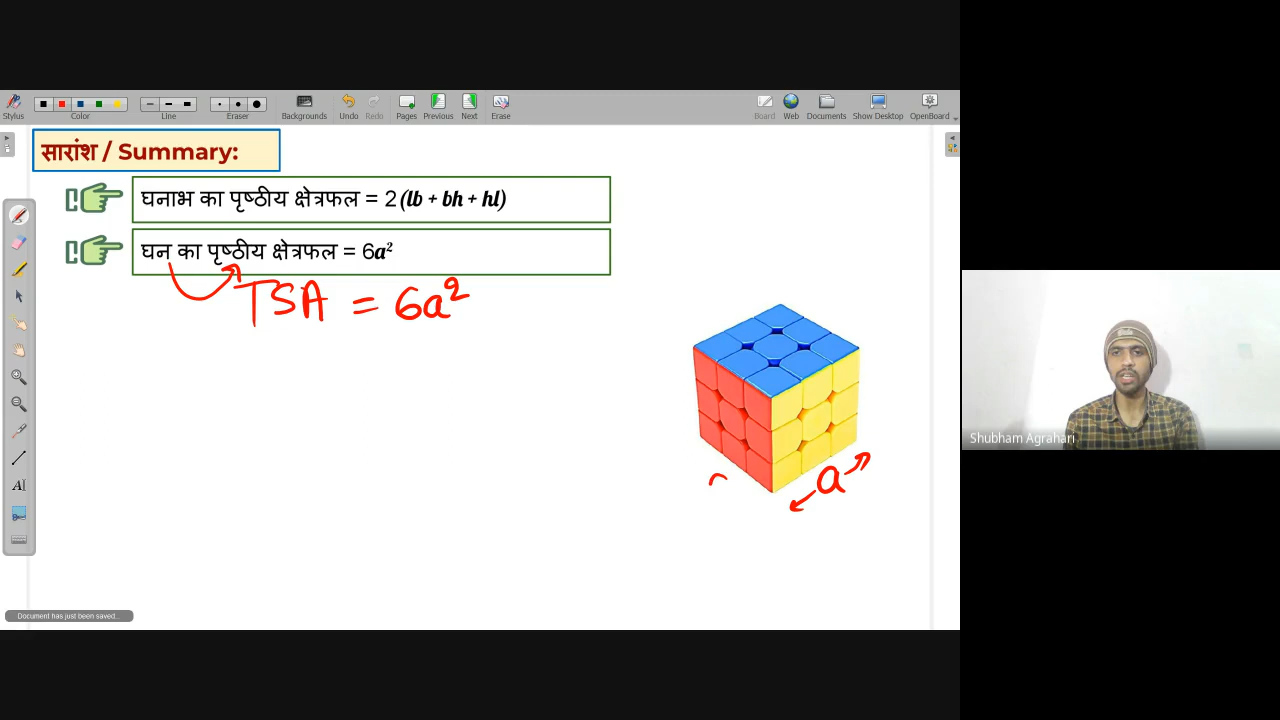 Stylus
Color
Line
Eraser
Backgrounds
Undo
Redo
Pages
Previous
Next
Erase
Board
Web
Documents
Show Desktop
OpenBoard
सारांश / Summary:
घनाभ का पृष्ठीय क्षेत्रफल = 2(lb + bh + hl)
घन का पृष्ठीय क्षेत्रफल = 6a²
TSA = 6a²
a
Shubham Agrahari
Document has just been saved...